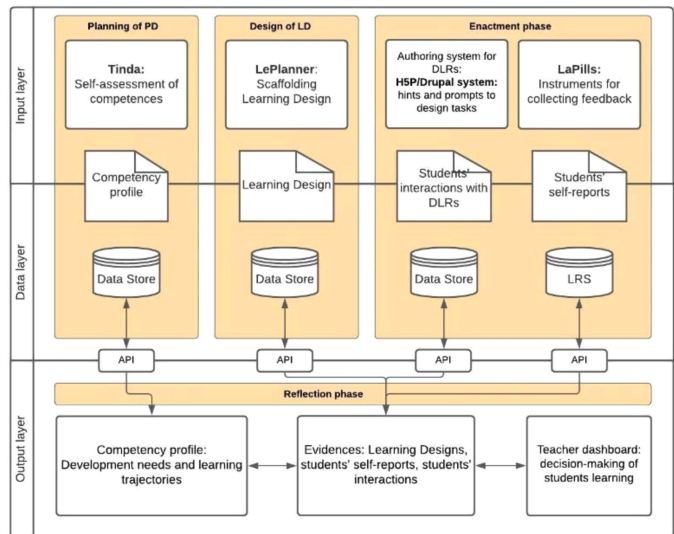 Planning of PD
Design of LD
Enactment phase
Input layer
Tinda:
Self-assessment of
competences
LePlanner:
Scaffolding
Learning Design
Authoring system for
DLRs:
H5P/Drupal system:
hints and prompts to
design tasks
LaPills:
Instruments for
collecting feedback
Competency
profile
Learning Design
Students'
interactions with
DLRs
Students'
self-reports
Data layer
Data Store
Data Store
Data Store
LRS
API
API
API
API
Reflection phase
Output layer
Competency profile:
Development needs and learning
trajectories
Evidences: Learning Designs,
students' self-reports, students'
interactions
Teacher dashboard:
decision-making of
students learning